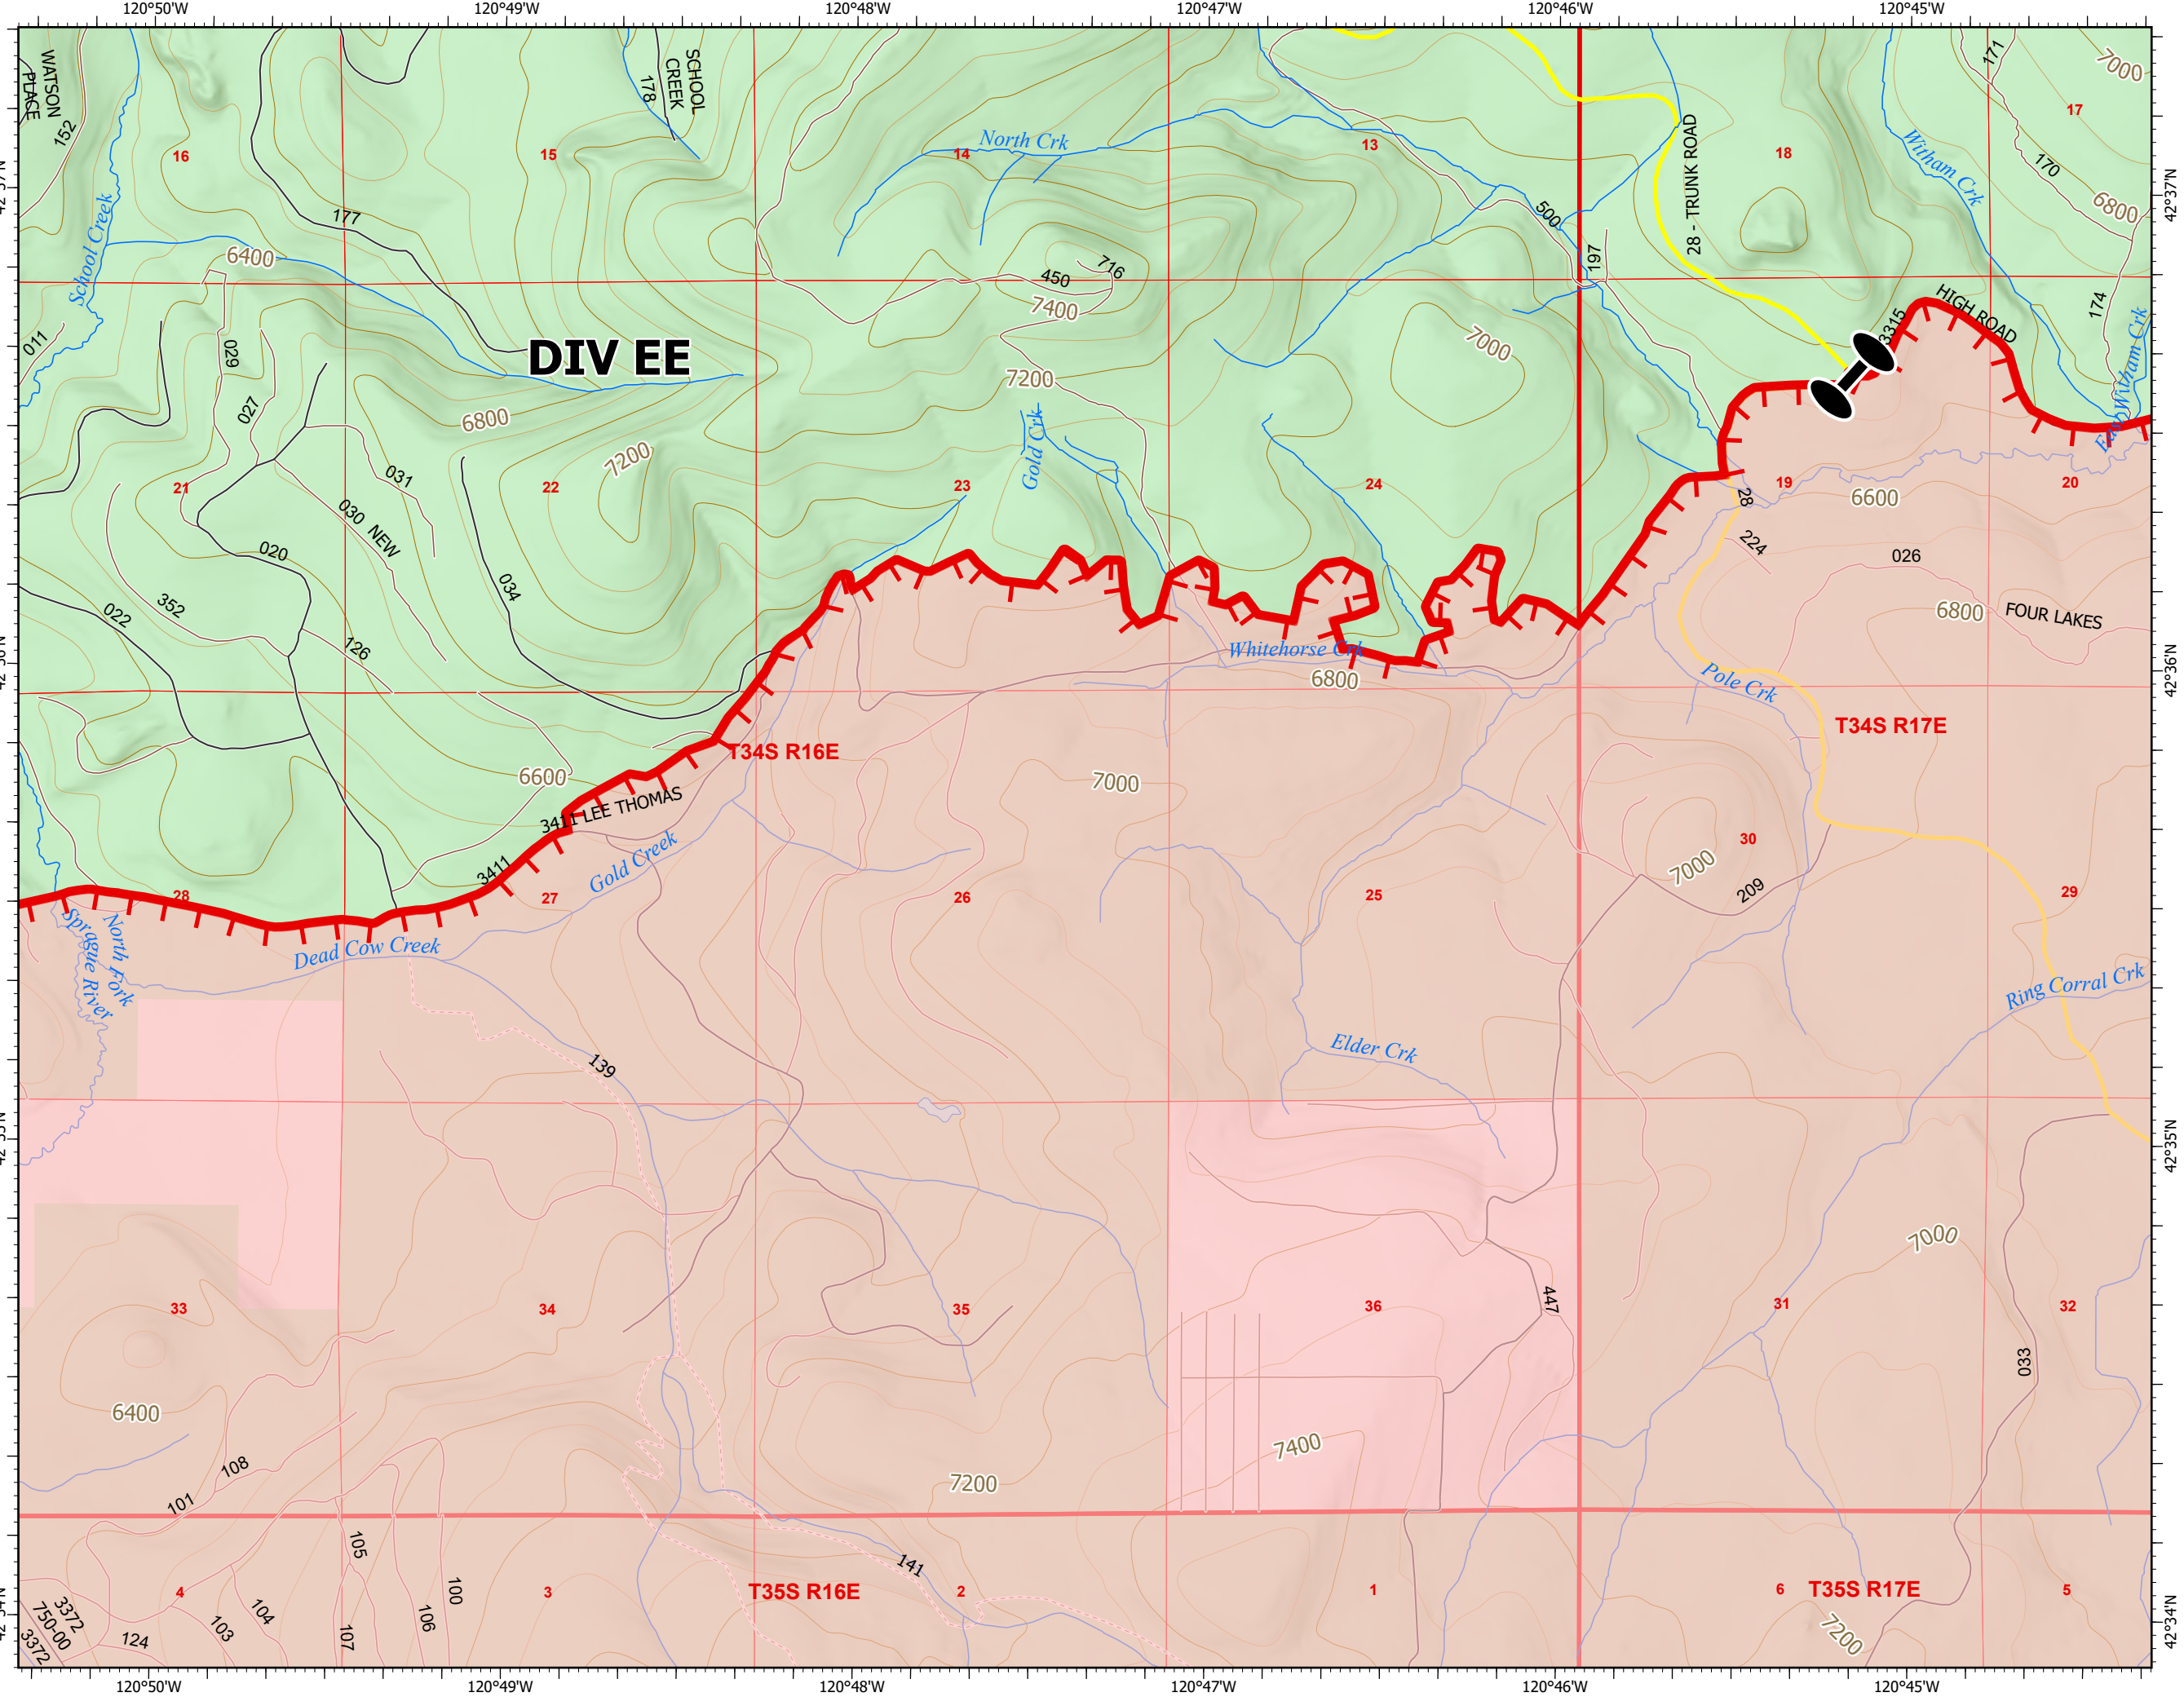 120°50'W 120°49'W 120°48'W 120°47'W 120°46'W 120°45'W
WATSON
PLACE
152
178
SCHOOL
CREEK
28 - TRUNK ROAD
171
7000
17
16
15
14
North Crk
13
18
Witham Crk
170
42°37'N
6800
School Creek
177
6400
500
197
450
716
7400
174
011
029
DIV EE
7000
3315
HIGH ROAD
East Witham Crk
7200
027
6800
7200
Gold Crk
21
031
22
23
24
28
19
6600
20
030 NEW
020
034
224
026
022
352
126
6800
FOUR LAKES
Whitehorse Crk
6800
Pole Crk
42°36'N
T34S R16E
T34S R17E
6600
7000
3411 LEE THOMAS
3411
Gold Creek
30
7000
209
28
27
26
25
29
North Fork
Sprague River
Dead Cow Creek
Ring Corral Crk
139
Elder Crk
42°35'N
7000
33
34
35
36
447
31
32
033
6400
108
7400
7200
101
105
141
4
100
3
T35S R16E
2
1
6
T35S R17E
5
3372
750-00
3372
124
103
104
107
106
7200
42°34'N
120°50'W 120°49'W 120°48'W 120°47'W 120°46'W 120°45'W